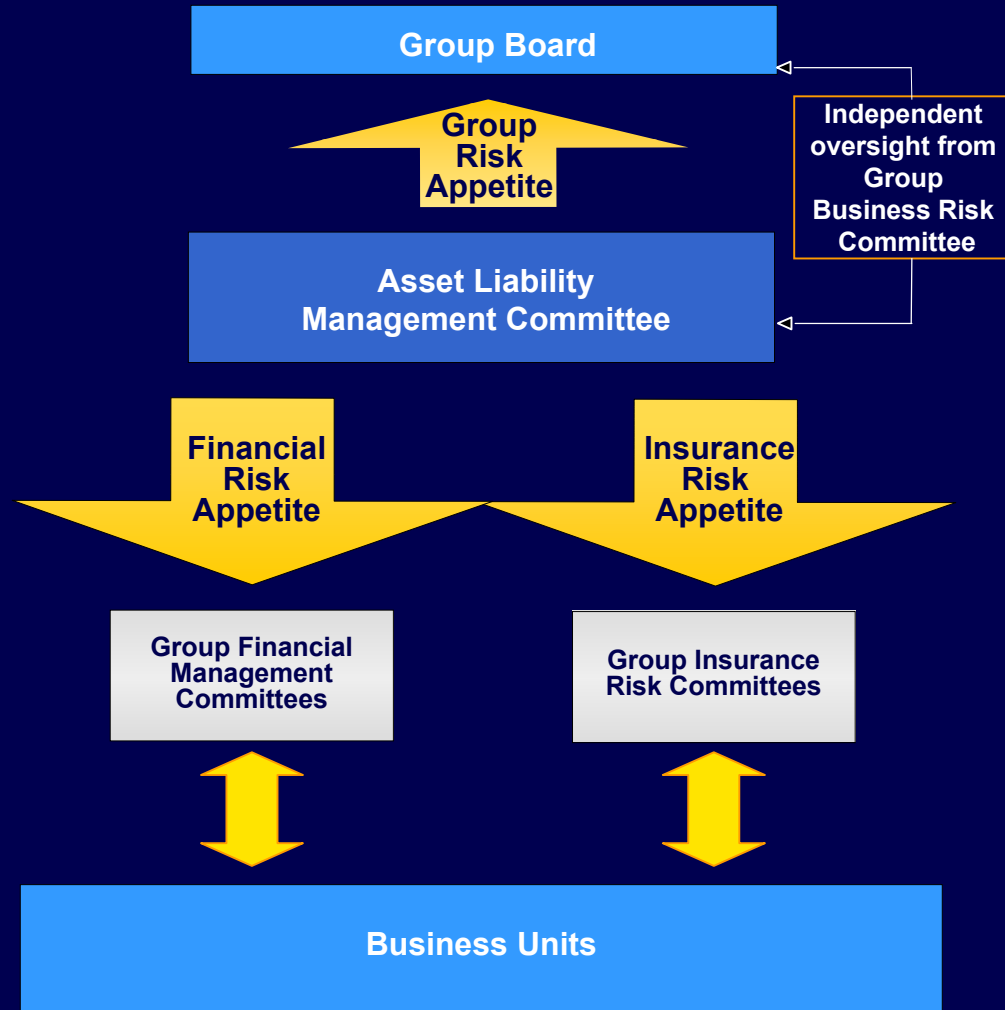 Group Board
Group
Risk
Appetite
Independent
oversight from
Group
Business Risk
Committee
Asset Liability
Management Committee
Financial
Risk
Appetite
Insurance
Risk
Appetite
Group Financial
Management
Committees
Group Insurance
Risk Committees
Business Units